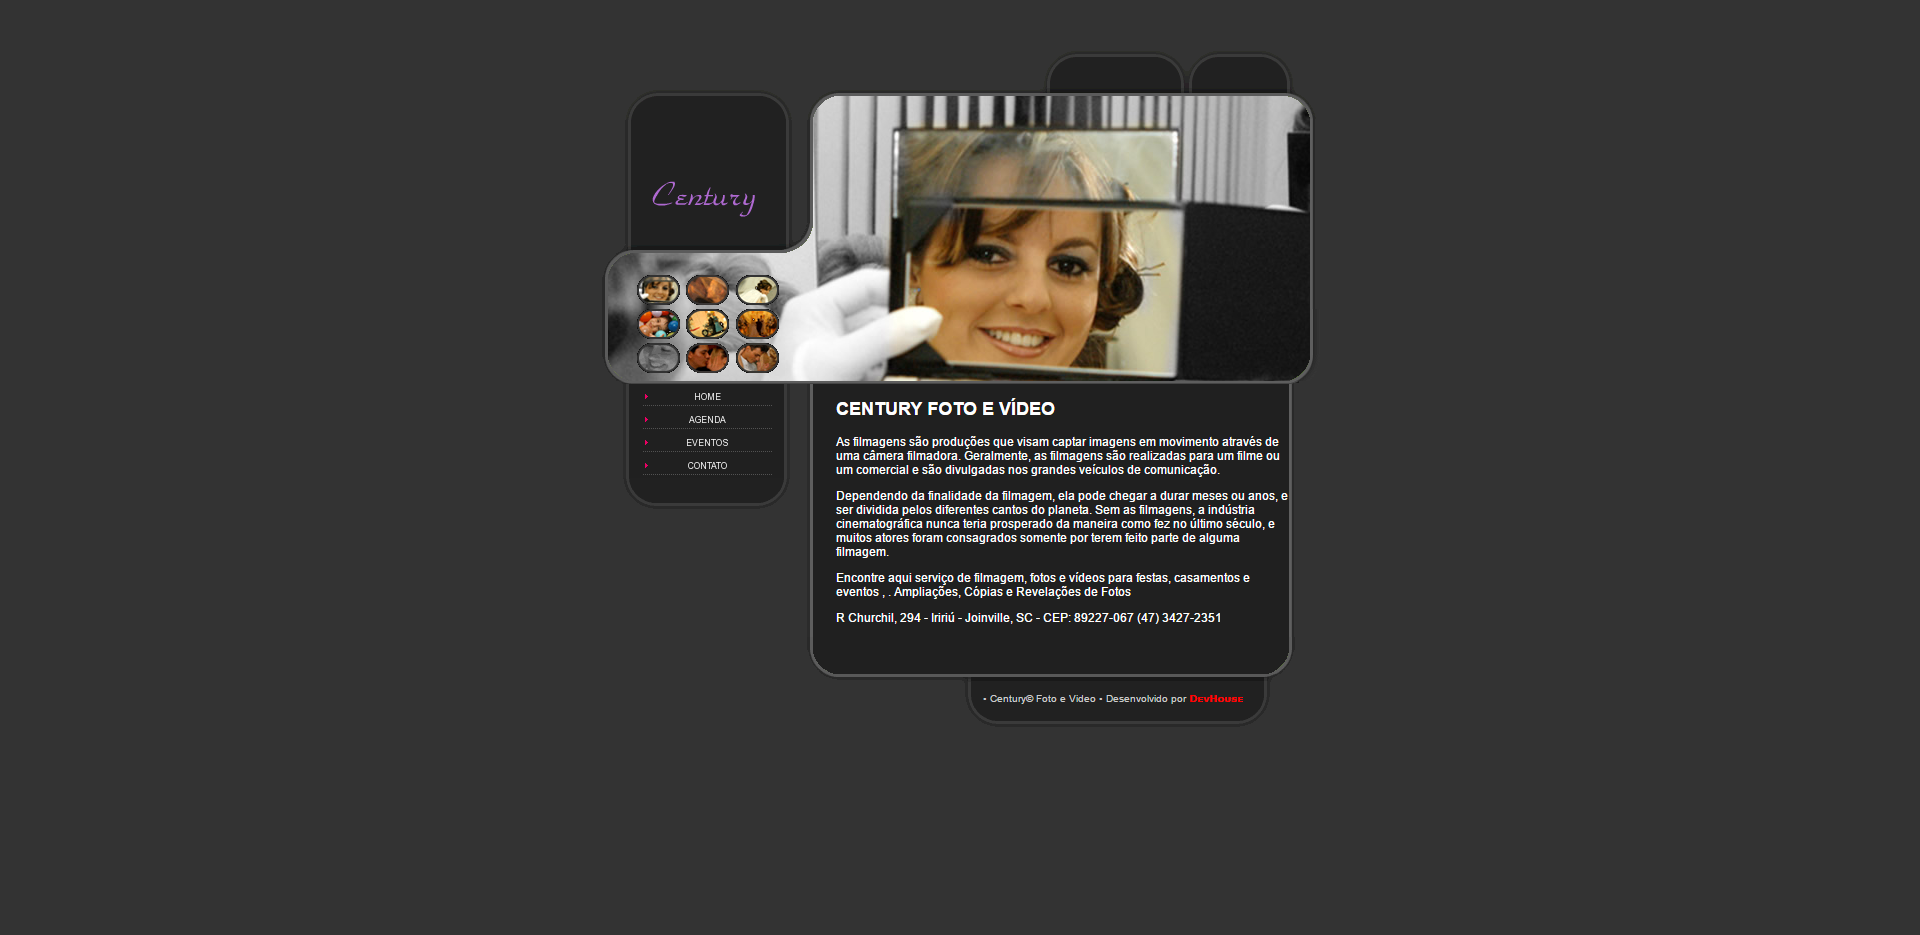 Century
HOME
AGENDA
EVENTOS
CONTATO
CENTURY FOTO E VÍDEO
As filmagens são produções que visam captar imagens em movimento através de
uma câmera filmadora. Geralmente, as filmagens são realizadas para um filme ou
um comercial e são divulgadas nos grandes veículos de comunicação.
Dependendo da finalidade da filmagem, ela pode chegar a durar meses ou anos, e
ser dividida pelos diferentes cantos do planeta. Sem as filmagens, a indústria
cinematográfica nunca teria prosperado da maneira como fez no último século, e
muitos atores foram consagrados somente por terem feito parte de alguma
filmagem.
Encontre aqui serviço de filmagem, fotos e vídeos para festas, casamentos e
eventos , . Ampliações, Cópias e Revelações de Fotos
R Churchil, 294 - Iririú - Joinville, SC - CEP: 89227-067 (47) 3427-2351
• Century© Foto e Video • Desenvolvido por DevHouse